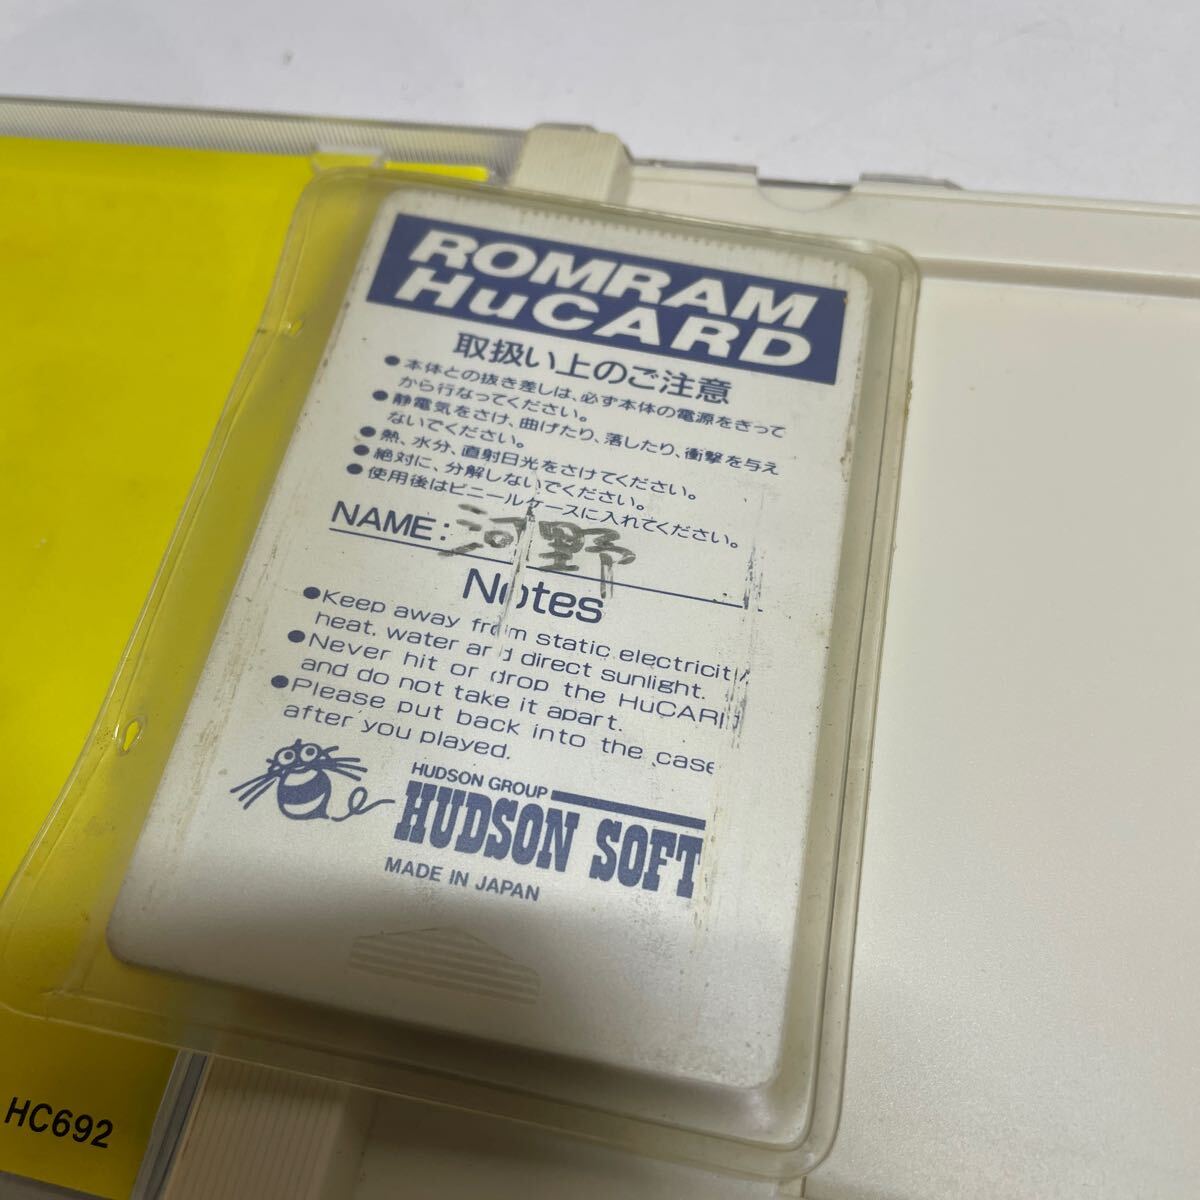 ROMRAM
HuCARD
取扱い上のご注意
●本体との抜き差しは、必ず本体の電源をきって
から行なってください。
●静電気をさけ、曲げたり、落したり、衝撃を与え
ないでください。
●熱、水分、直射日光をさけてください。
●絶対に、分解しないでください。
●使用後はビニールケースに入れてください。
NAME: 河野
Notes
●Keep away from static electricity,
heat, water and direct sunlight.
●Never hit or drop the HuCARD
and do not take it apart.
●Please put back into the case
after you played.
HUDSON GROUP
HUDSON SOFT
MADE IN JAPAN
HC692